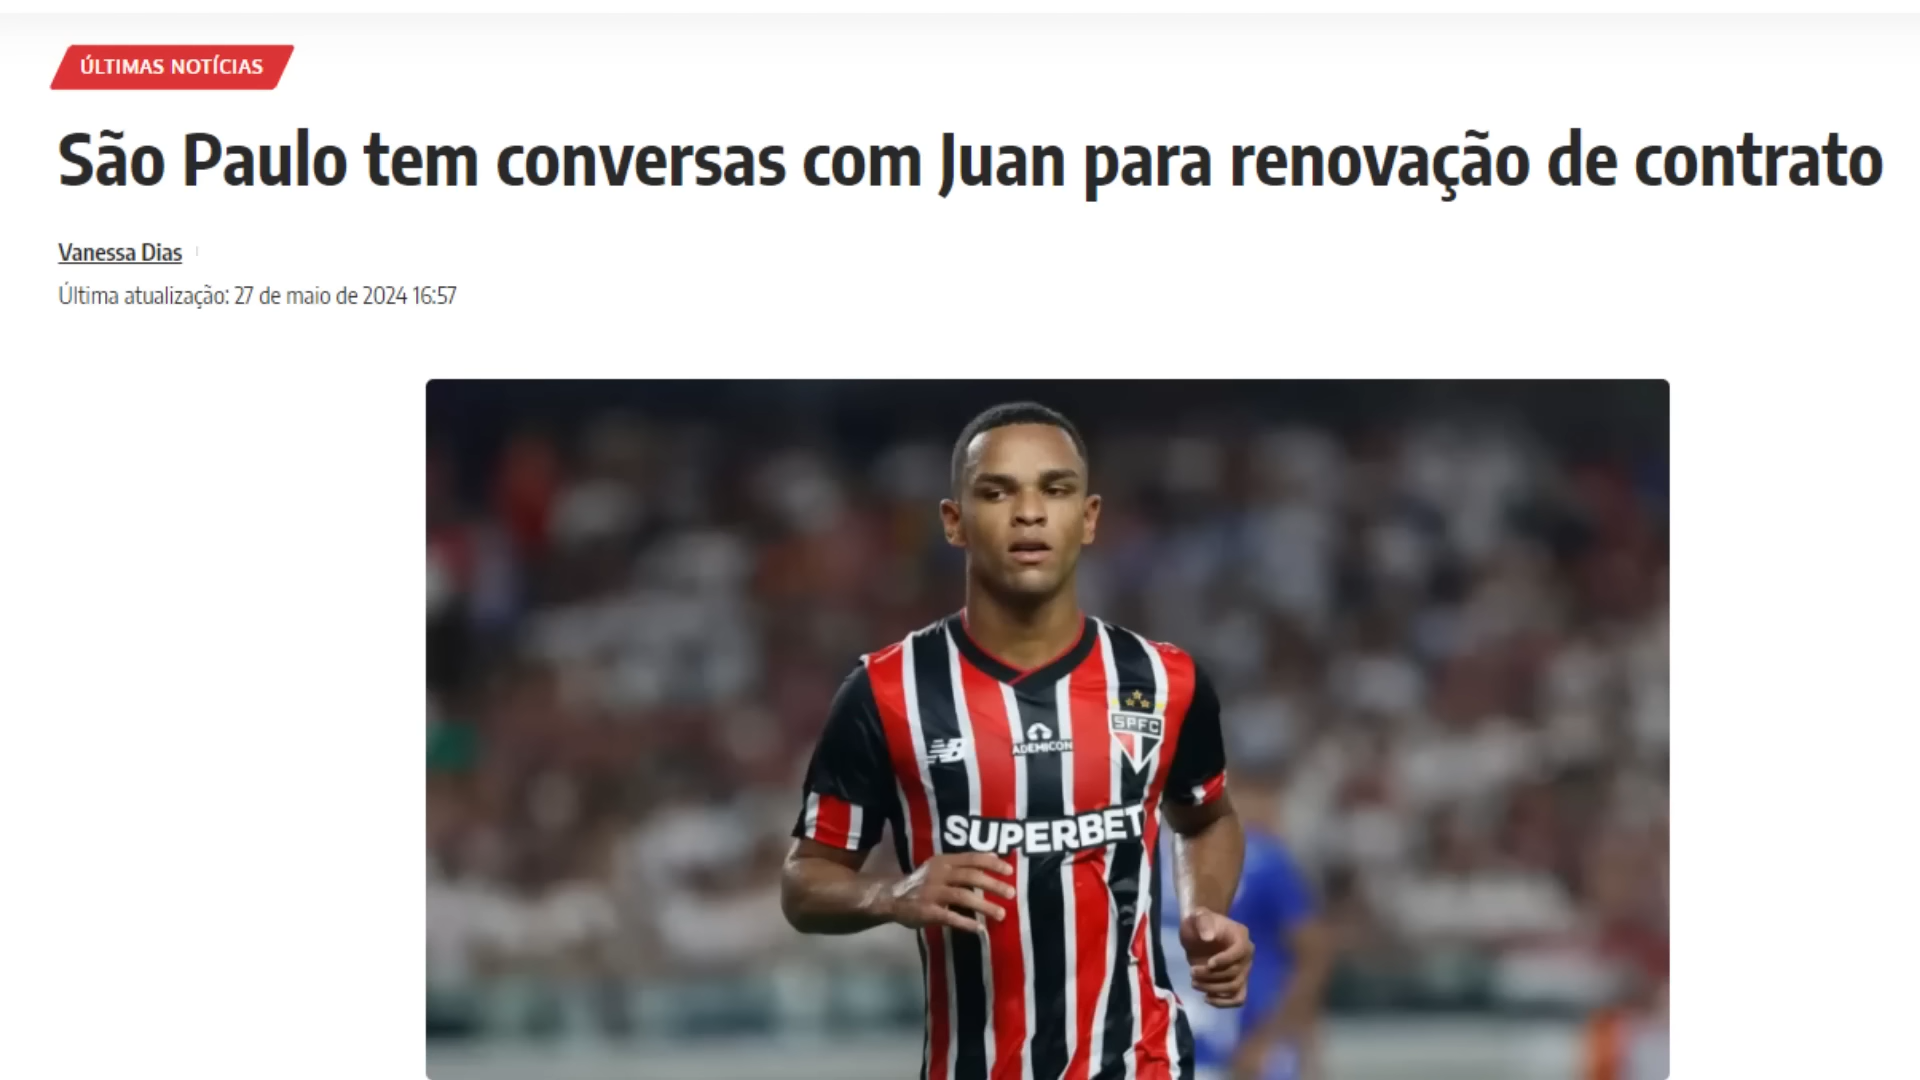 ÚLTIMAS NOTÍCIAS
São Paulo tem conversas com Juan para renovação de contrato
Vanessa Dias
Última atualização: 27 de maio de 2024 16:57
SPFC
NB
ADEMICON
SUPERBET